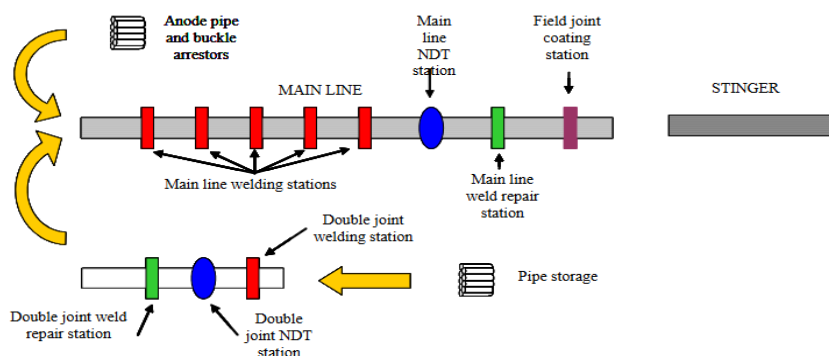 Anode pipe
and buckle
arrestors
Main
line
NDT
station
Field joint
coating
station
MAIN LINE
STINGER
Main line welding stations
Main line
weld repair
station
Double joint
welding station
Pipe storage
Double joint weld
repair station
Double
joint NDT
station